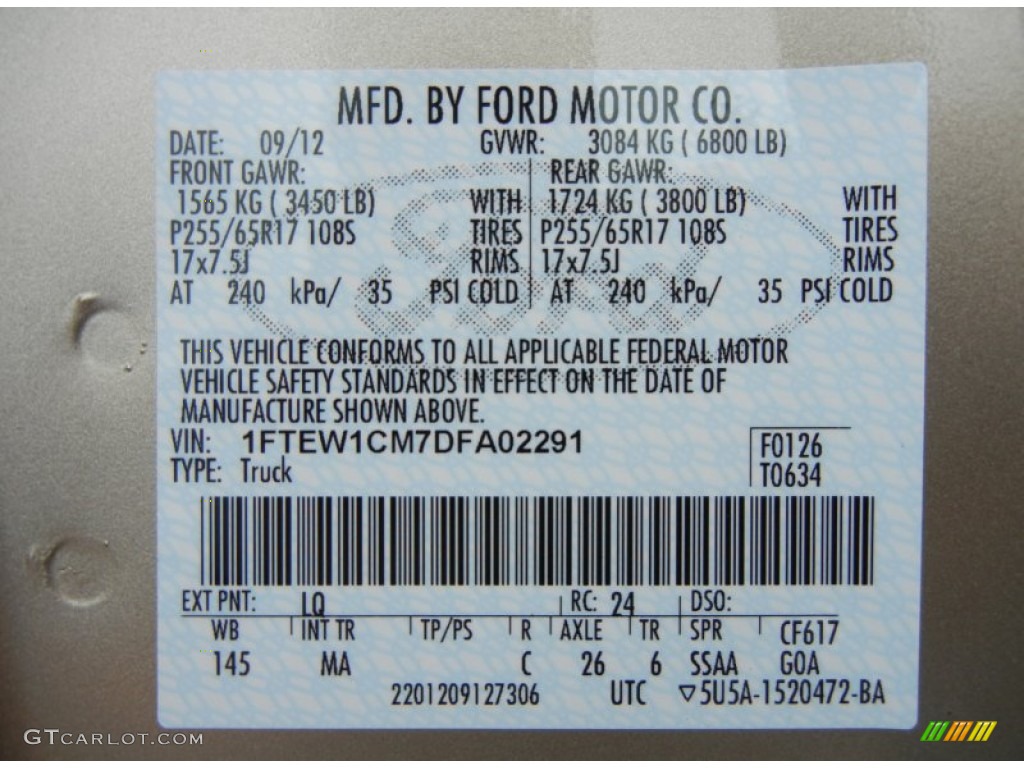 MFD. BY FORD MOTOR CO.
DATE: 09/12 GVWR: 3084 KG ( 6800 LB)
FRONT GAWR: REAR GAWR:
1565 KG ( 3450 LB) WITH 1724 KG ( 3800 LB) WITH
P255/65R17 108S TIRES P255/65R17 108S TIRES
17x7.5J RIMS 17x7.5J RIMS
AT 240 kPa/ 35 PSI COLD AT 240 kPa/ 35 PSI COLD
Ford
THIS VEHICLE CONFORMS TO ALL APPLICABLE FEDERAL MOTOR
VEHICLE SAFETY STANDARDS IN EFFECT ON THE DATE OF
MANUFACTURE SHOWN ABOVE.
VIN: 1FTEW1CM7DFA02291 F0126
TYPE: Truck T0634
EXT PNT: LQ RC: 24 DSO:
WB INT TR TP/PS R AXLE TR SPR CF617
145 MA C 26 6 SSAA GOA
2201209127306 UTC ▽5U5A-1520472-BA
GTCARLOT.COM